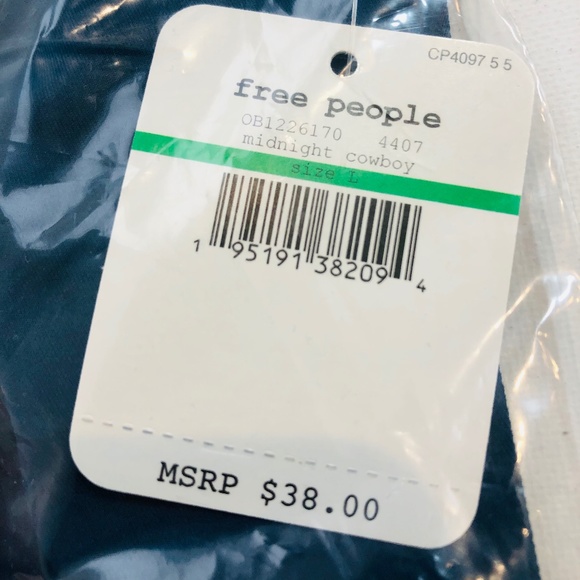 CP4097 5 5
free people
OB1226170 4407
midnight cowboy
size L
1 95191 38209 4
MSRP $38.00